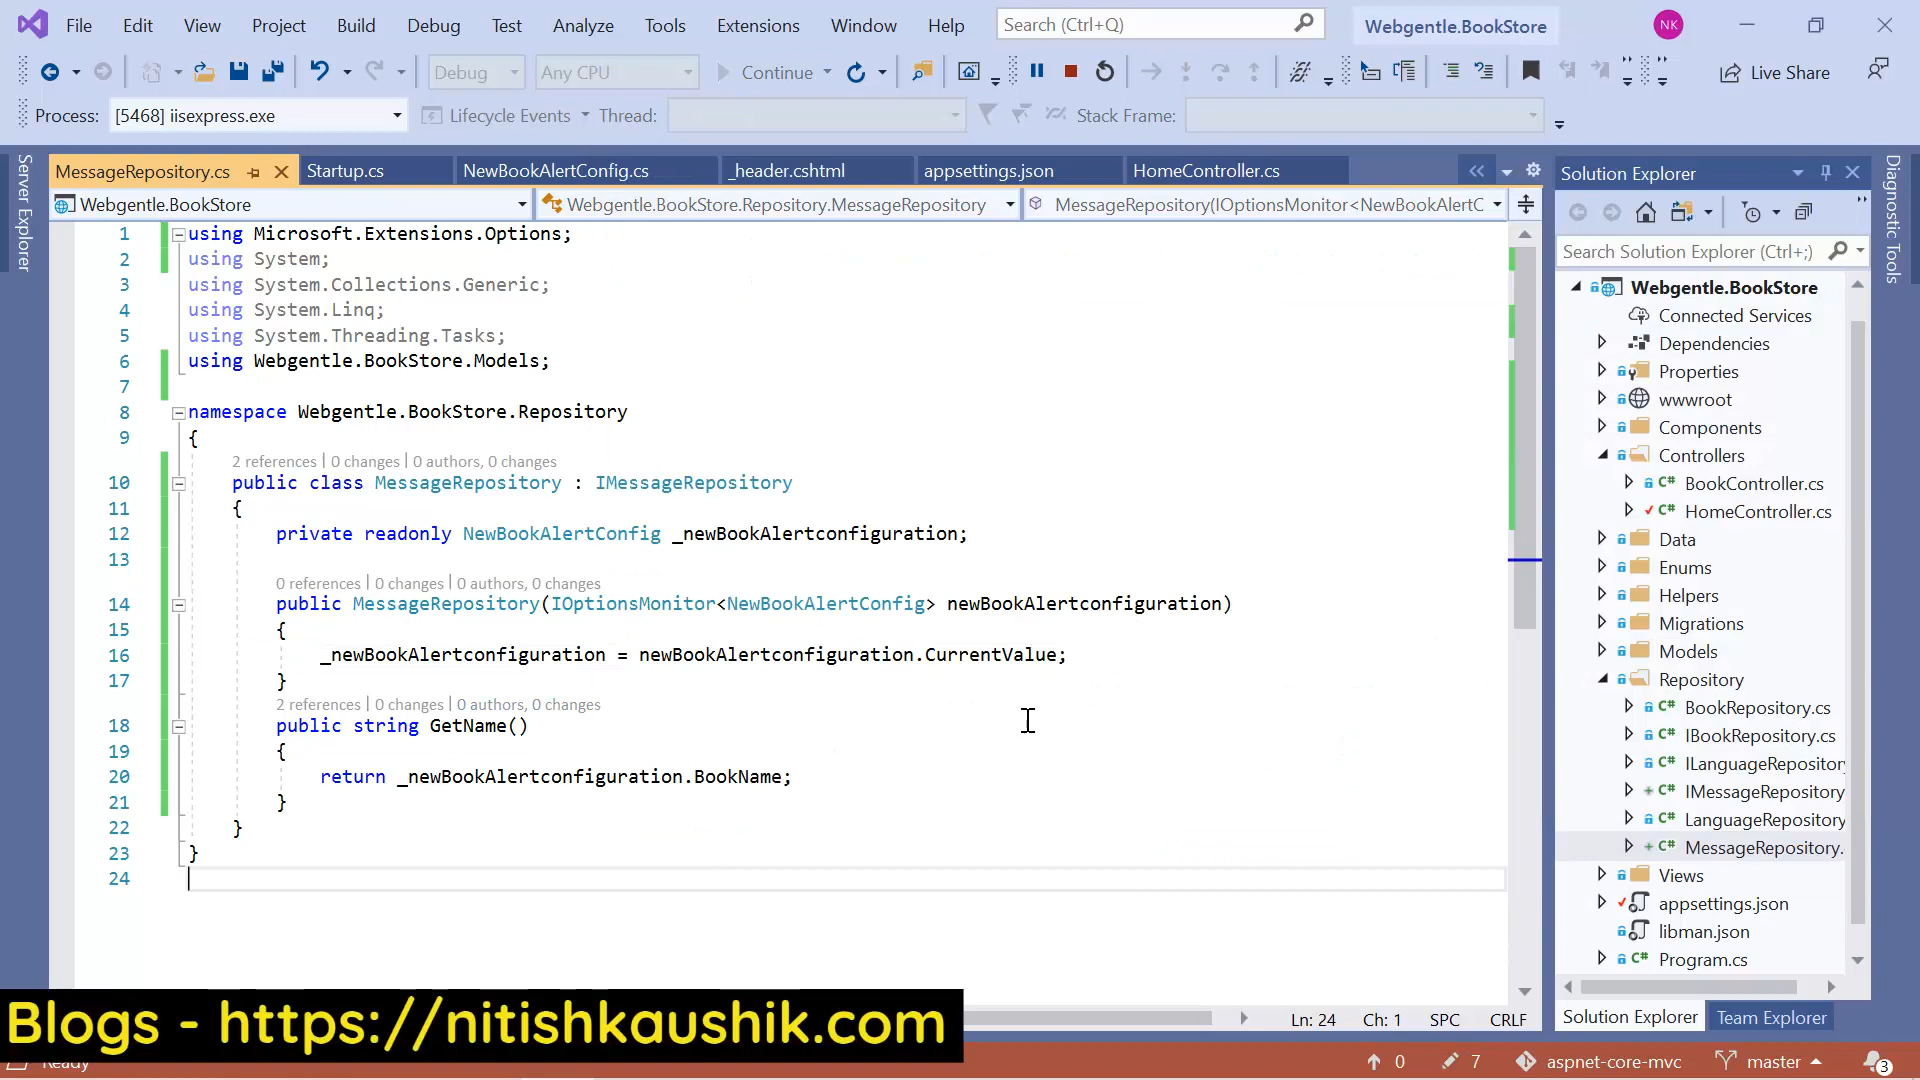 File Edit View Project Build Debug Test Analyze Tools Extensions Window Help Search (Ctrl+Q) Webgentle.BookStore NK
Debug Any CPU Continue Live Share
Process: [5468] iisexpress.exe Lifecycle Events Thread: Stack Frame:
MessageRepository.cs Startup.cs NewBookAlertConfig.cs _header.cshtml appsettings.json HomeController.cs
Webgentle.BookStore Webgentle.BookStore.Repository.MessageRepository MessageRepository(IOptionsMonitor<NewBookAlertC
Server Explorer
1 using Microsoft.Extensions.Options;
2 using System;
3 using System.Collections.Generic;
4 using System.Linq;
5 using System.Threading.Tasks;
6 using Webgentle.BookStore.Models;
7
8 namespace Webgentle.BookStore.Repository
9 {
2 references | 0 changes | 0 authors, 0 changes
10 public class MessageRepository : IMessageRepository
11 {
12 private readonly NewBookAlertConfig _newBookAlertconfiguration;
13
0 references | 0 changes | 0 authors, 0 changes
14 public MessageRepository(IOptionsMonitor<NewBookAlertConfig> newBookAlertconfiguration)
15 {
16 _newBookAlertconfiguration = newBookAlertconfiguration.CurrentValue;
17 }
2 references | 0 changes | 0 authors, 0 changes
18 public string GetName()
19 {
20 return _newBookAlertconfiguration.BookName;
21 }
22 }
23 }
24
Solution Explorer
Search Solution Explorer (Ctrl+;)
Webgentle.BookStore
Connected Services
Dependencies
Properties
wwwroot
Components
Controllers
C# BookController.cs
C# HomeController.cs
Data
Enums
Helpers
Migrations
Models
Repository
C# BookRepository.cs
C# IBookRepository.cs
C# ILanguageRepository
C# IMessageRepository
C# LanguageRepository
C# MessageRepository.
Views
appsettings.json
libman.json
C# Program.cs
Solution Explorer Team Explorer
Diagnostic Tools
Blogs - https://nitishkaushik.com
Ln: 24 Ch: 1 SPC CRLF
Ready 0 7 aspnet-core-mvc master 3